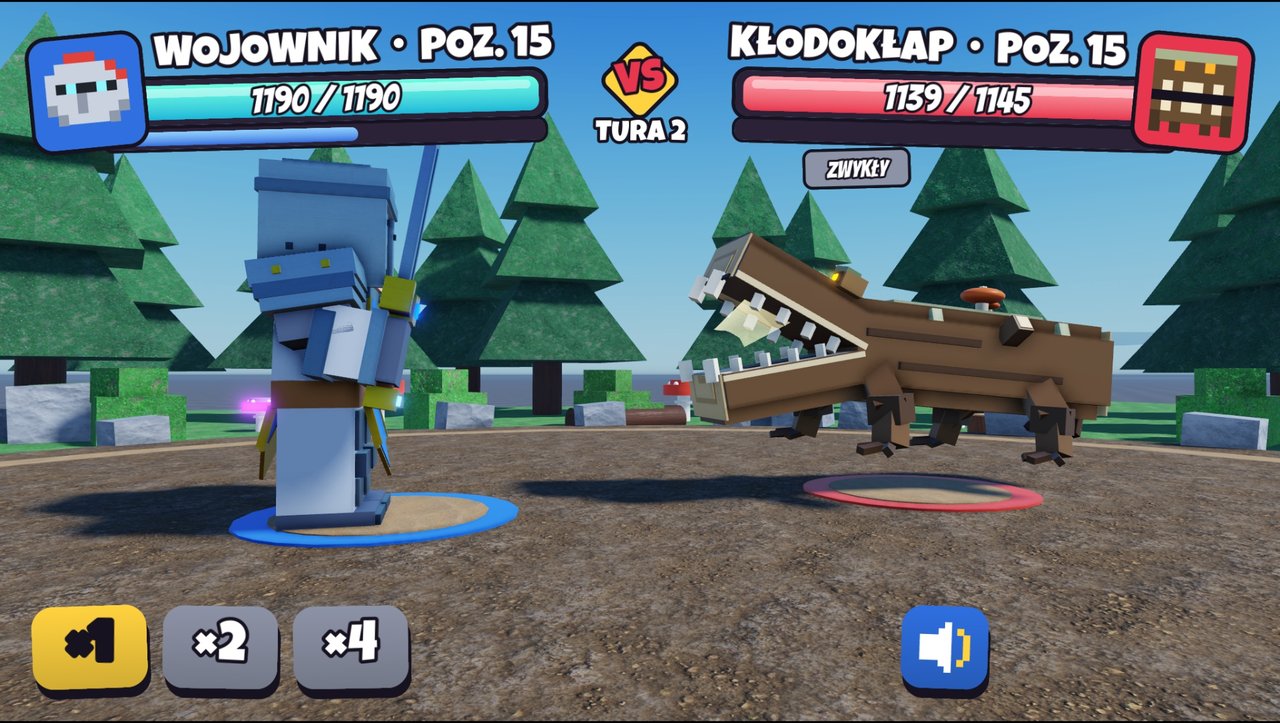 WOJOWNIK • POZ. 15
1190 / 1190
VS
TURA 2
KŁODOKŁAP • POZ. 15
1139 / 1145
ZWYKŁY
×1
×2
×4